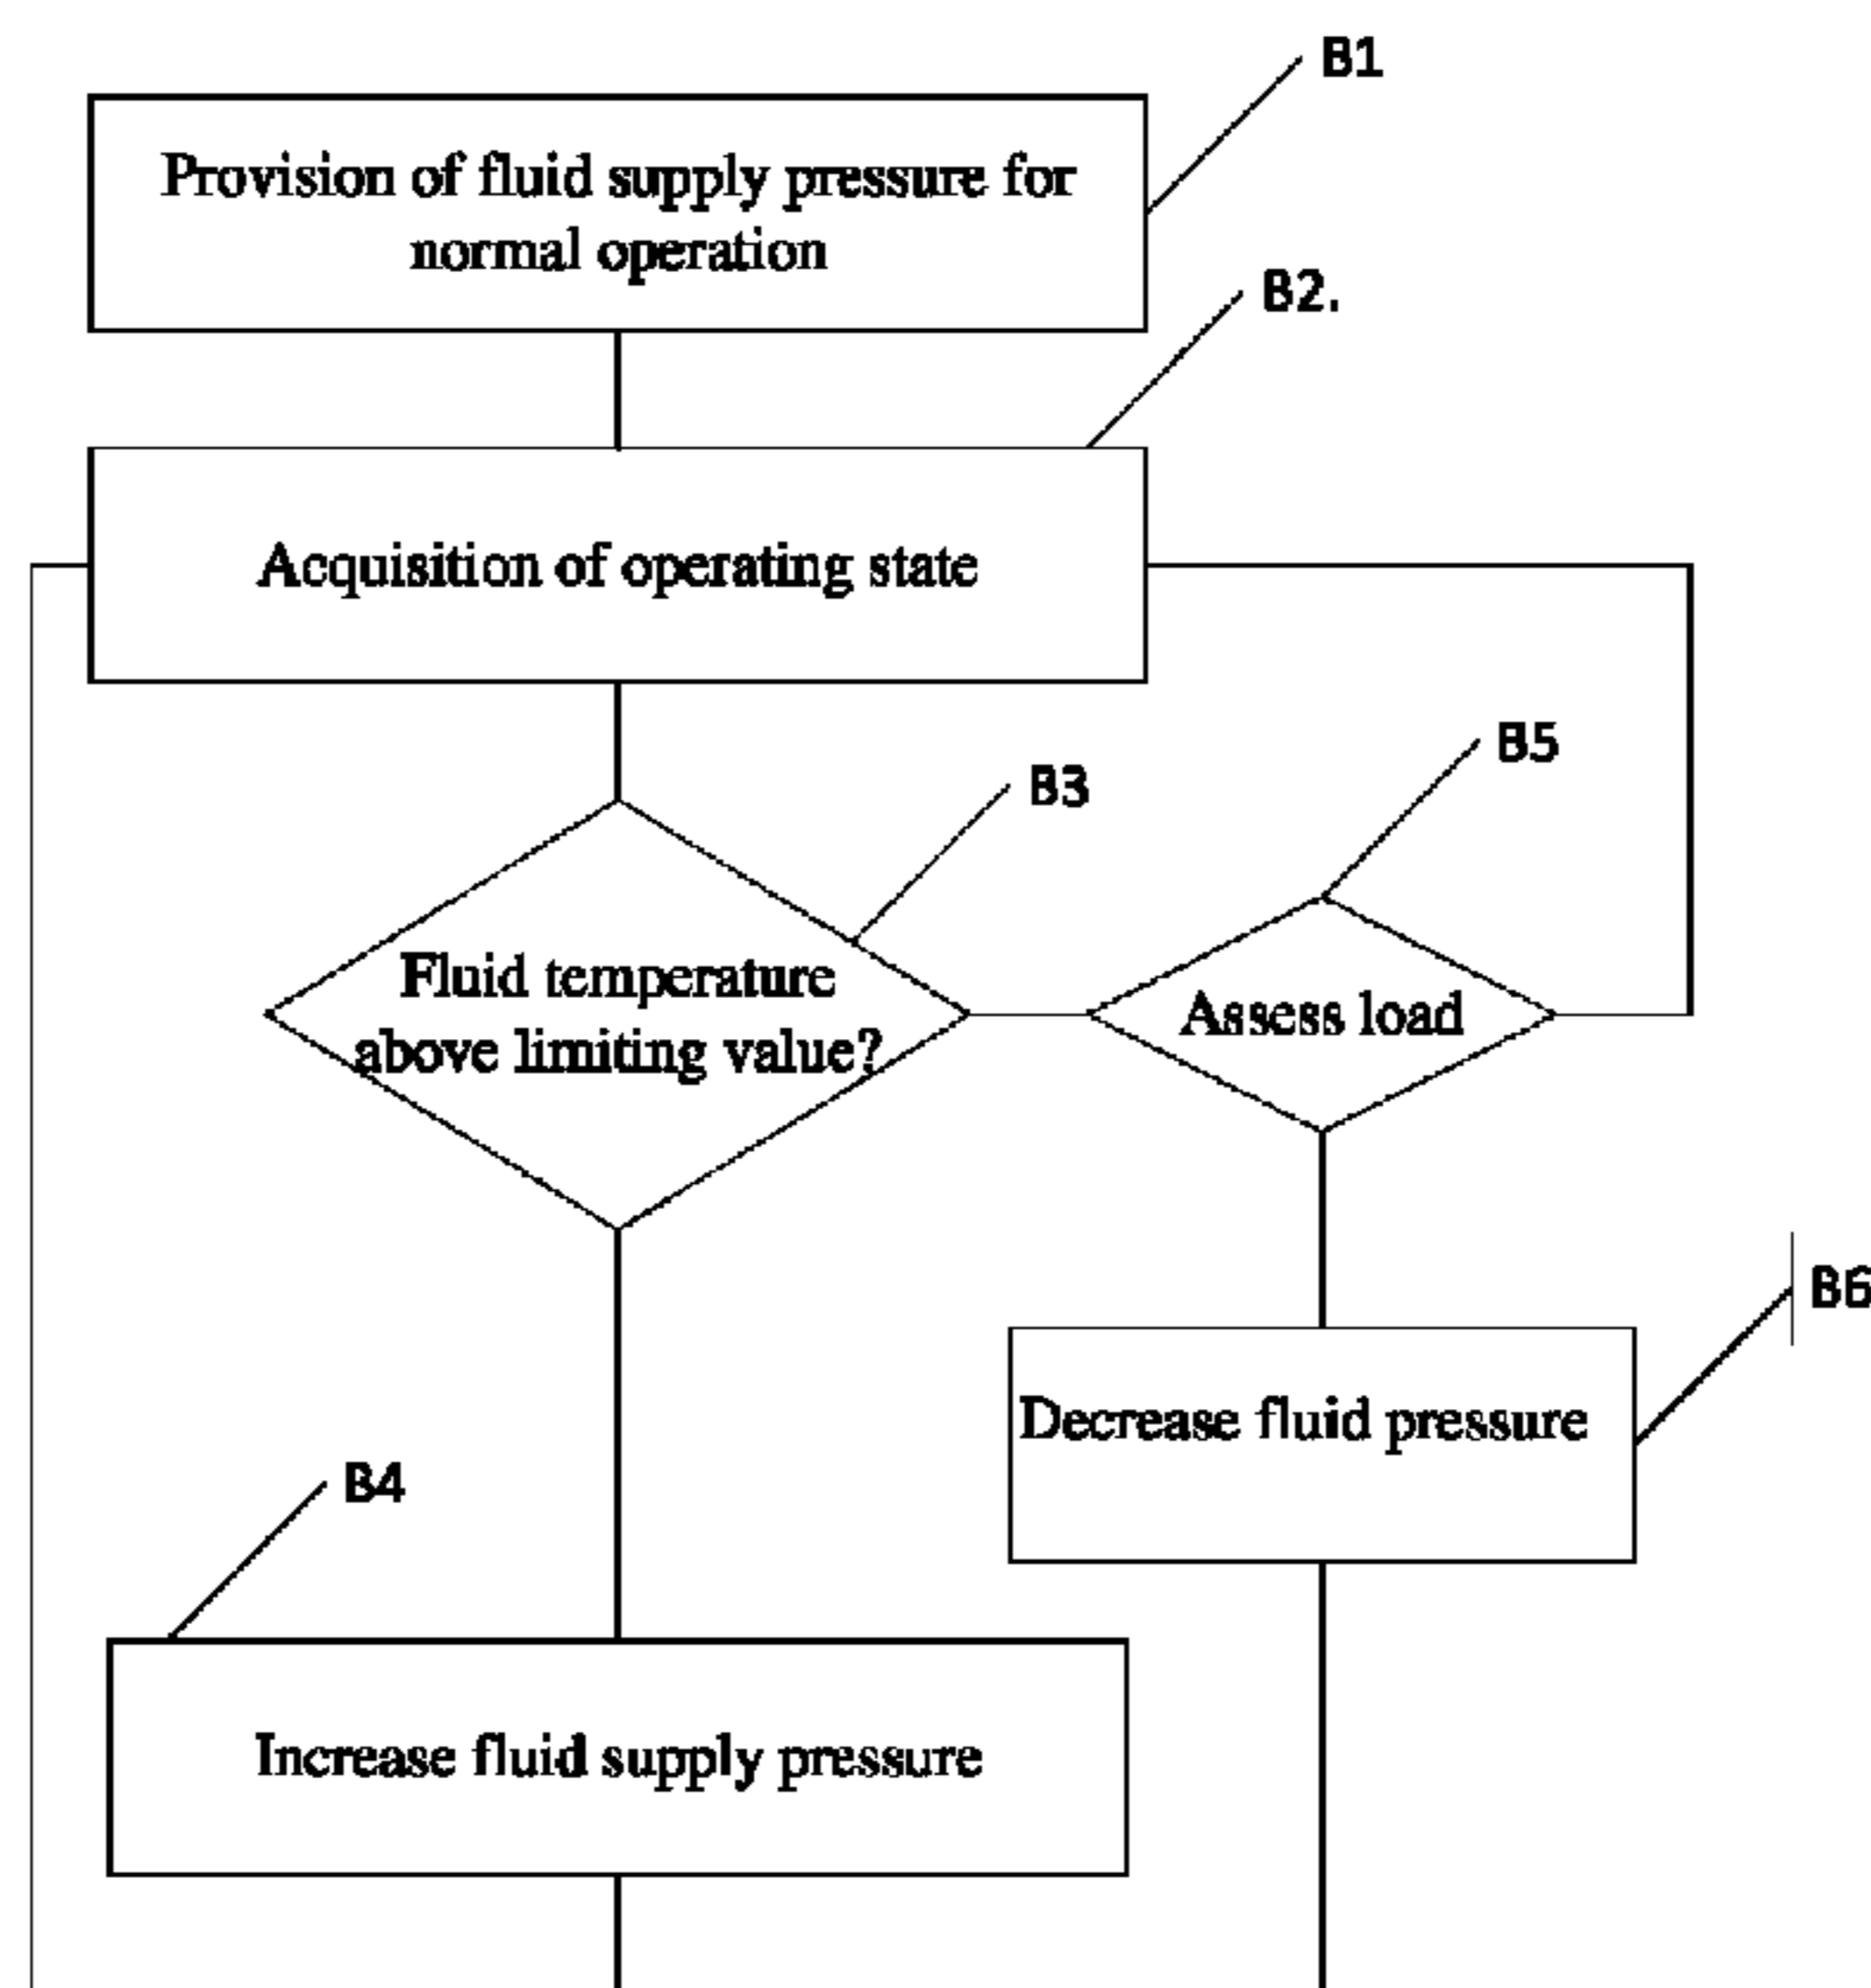 B1
Provision of fluid supply pressure for
normal operation
B2.
Acquisition of operating state
B5
B3
Fluid temperature
above limiting value?
Assess load
B6
Decrease fluid pressure
B4
Increase fluid supply pressure